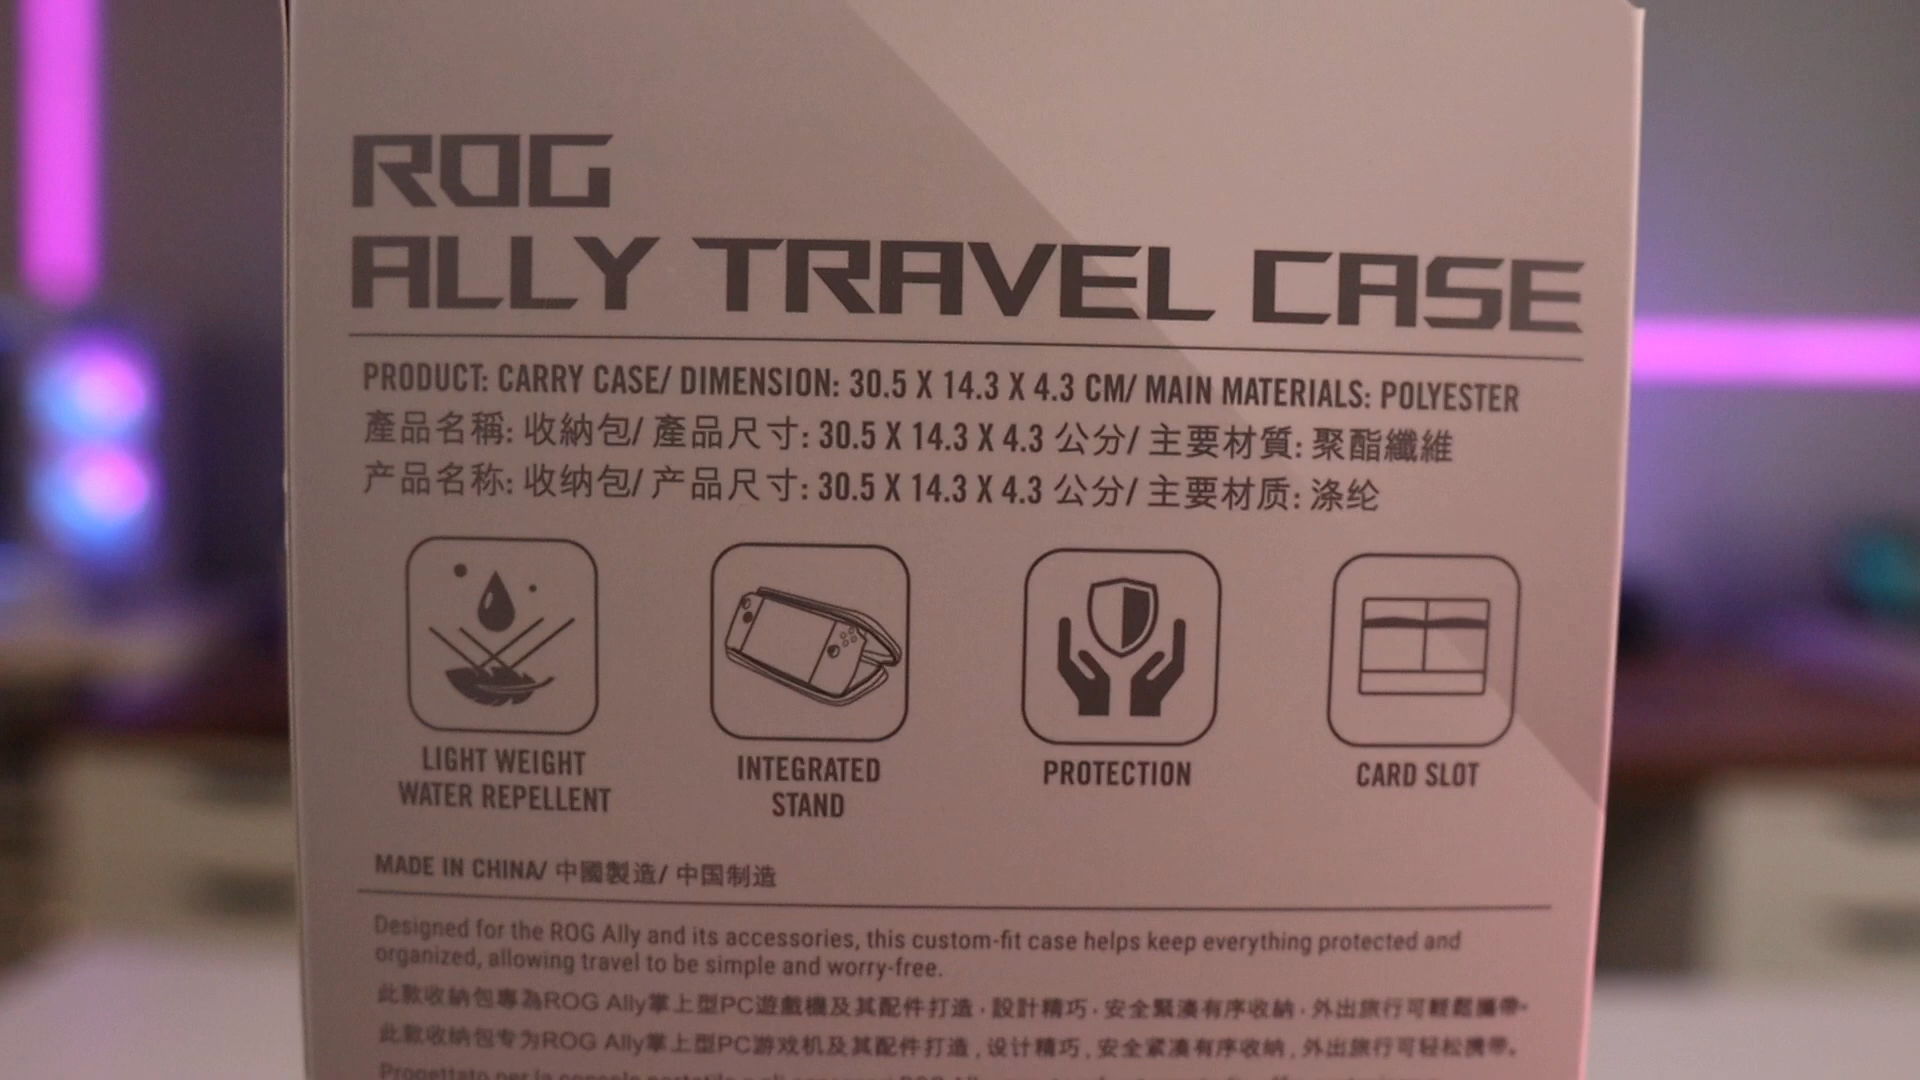 ROG
ALLY TRAVEL CASE
PRODUCT: CARRY CASE/ DIMENSION: 30.5 X 14.3 X 4.3 CM/ MAIN MATERIALS: POLYESTER
產品名稱: 收納包/ 產品尺寸: 30.5 X 14.3 X 4.3 公分/ 主要材質: 聚酯纖維
产品名称: 收纳包/ 产品尺寸: 30.5 X 14.3 X 4.3 公分/ 主要材质: 涤纶
LIGHT WEIGHT
WATER REPELLENT
INTEGRATED
STAND
PROTECTION
CARD SLOT
MADE IN CHINA/ 中國製造/ 中国制造
Designed for the ROG Ally and its accessories, this custom-fit case helps keep everything protected and
organized, allowing travel to be simple and worry-free.
此款收納包專為ROG Ally掌上型PC遊戲機及其配件打造，設計精巧，安全緊湊有序收納，外出旅行可輕鬆攜帶。
此款收纳包专为ROG Ally掌上型PC游戏机及其配件打造，设计精巧，安全紧凑有序收纳，外出旅行可轻松携带。
Progettato per la console portatile